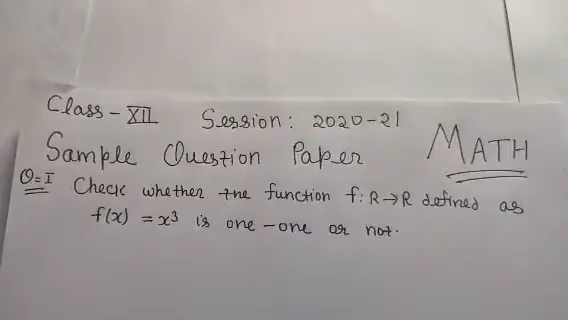 Class - XII Session: 2020-21
Sample Question Paper MATH
Q=I Check whether the function f: R→R defined as
f(x) = x³ is one-one or not.